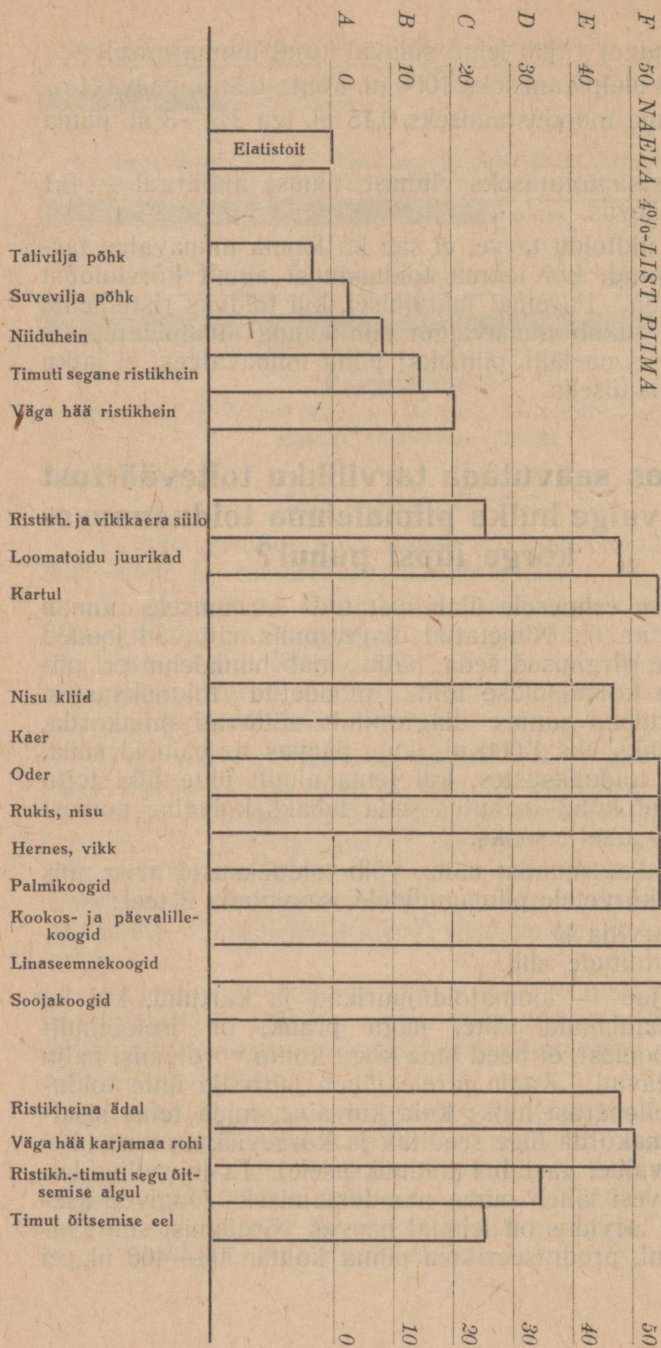 A B C D E F
0 10 20 30 40 50 NAELA 4%-LIST PIIMA
Elatistoit
Talivilja põhk
Suvevilja põhk
Niiduhein
Timuti segane ristikhein
Väga hää ristikhein
Ristikh. ja vikikaera siilo
Loomatoidu juurikad
Kartul
Nisu kliid
Kaer
Oder
Rukis, nisu
Hernes, vikk
Palmikoogid
Kookos- ja päevalille-
koogid
Linaseemnekoogid
Soojakoogid
Ristikheina ädal
Väga hää karjamaa rohi
Ristikh.-timuti segu õit-
semise algul
Timut õitsemise eel
0 10 20 30 40 50